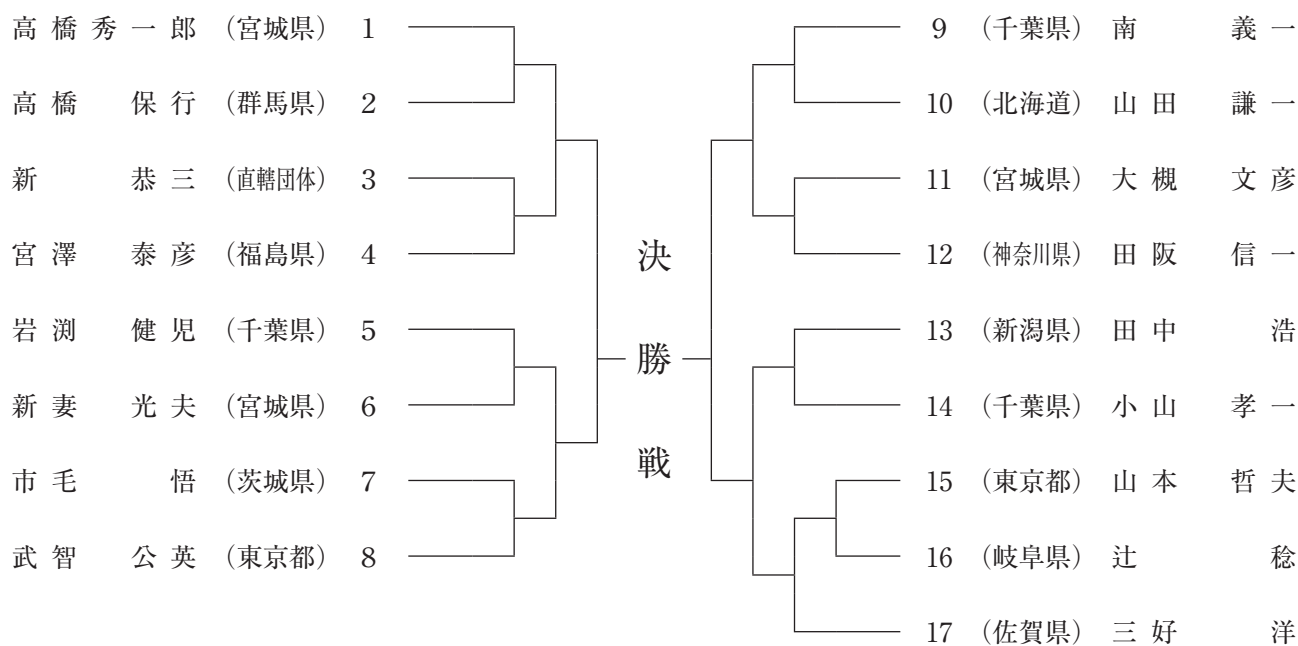 高橋秀一郎 （宮城県） 1
高橋 保行 （群馬県） 2
新 恭三 （直轄団体） 3
宮澤 泰彦 （福島県） 4
岩渕 健児 （千葉県） 5
新妻 光夫 （宮城県） 6
市毛 悟 （茨城県） 7
武智 公英 （東京都） 8
決勝戦
9 （千葉県） 南 義一
10 （北海道） 山田 謙一
11 （宮城県） 大槻 文彦
12 （神奈川県） 田阪 信一
13 （新潟県） 田中 浩
14 （千葉県） 小山 孝一
15 （東京都） 山本 哲夫
16 （岐阜県） 辻 稔
17 （佐賀県） 三好 洋